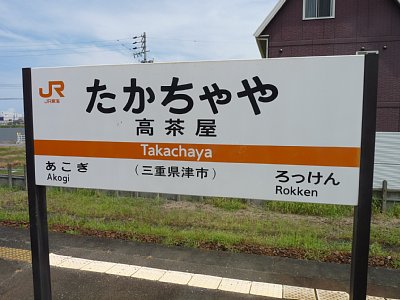 JR
JR東海
たかちゃや
高茶屋
Takachaya
あこぎ
Akogi
(三重県津市)
ろっけん
Rokken